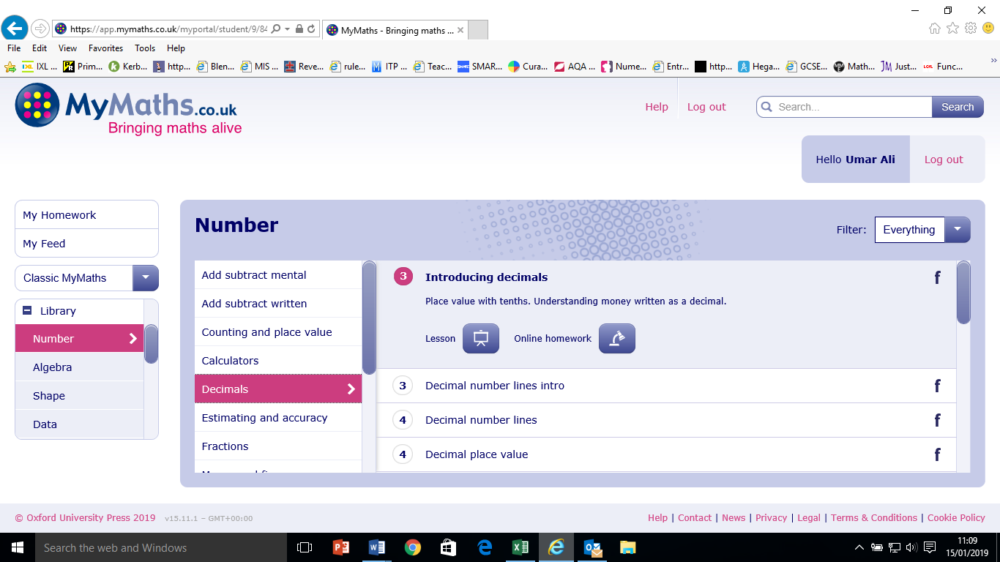 https://app.mymaths.co.uk/myportal/student/9/84
MyMaths - Bringing maths ...
File Edit View Favorites Tools Help
IXL ... Prim... Kerb... http... Blen... MIS ... Reve... rule... ITP ... Teac... SMAR... Cura... AQA ... Nume... Entr... http... Hega... GCSE... Math... Just... Func...
MyMaths.co.uk
Bringing maths alive
Help Log out Search... Search
Hello Umar Ali Log out
My Homework
My Feed
Classic MyMaths
Library
Number
Algebra
Shape
Data
Number
Filter: Everything
Add subtract mental
Add subtract written
Counting and place value
Calculators
Decimals
Estimating and accuracy
Fractions
3 Introducing decimals f
Place value with tenths. Understanding money written as a decimal.
Lesson Online homework
3 Decimal number lines intro f
4 Decimal number lines f
4 Decimal place value f
© Oxford University Press 2019 v15.11.1 – GMT+00:00
Help | Contact | News | Privacy | Legal | Terms & Conditions | Cookie Policy
Search the web and Windows
11:09
15/01/2019